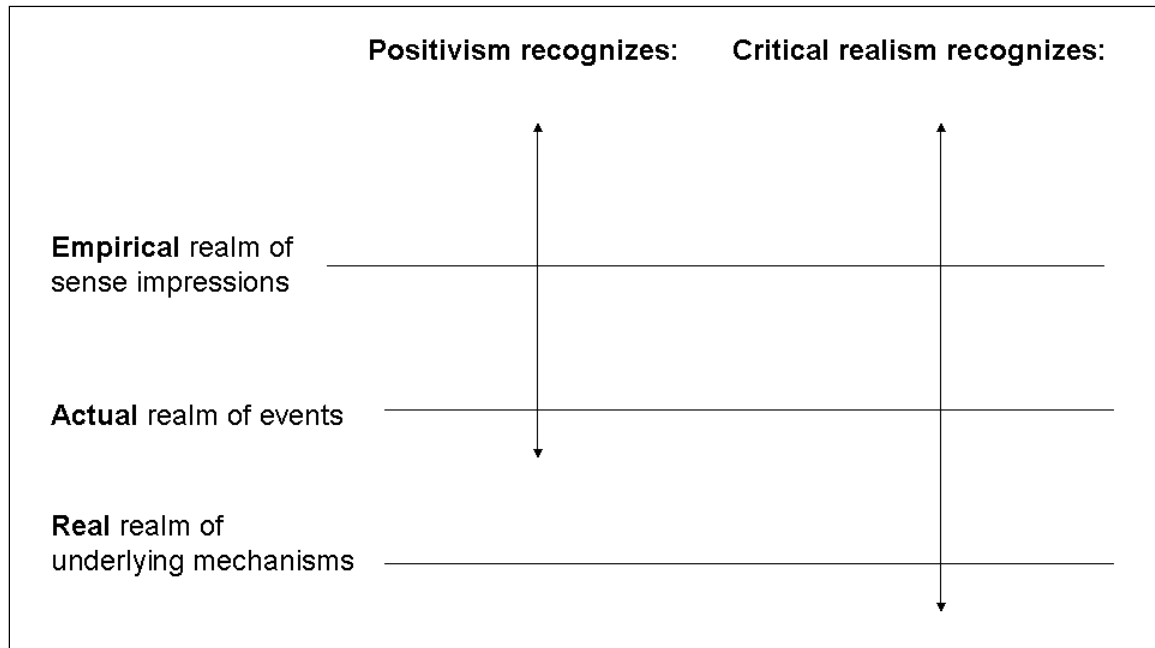 Positivism recognizes: Critical realism recognizes:
Empirical realm of
sense impressions
Actual realm of events
Real realm of
underlying mechanisms